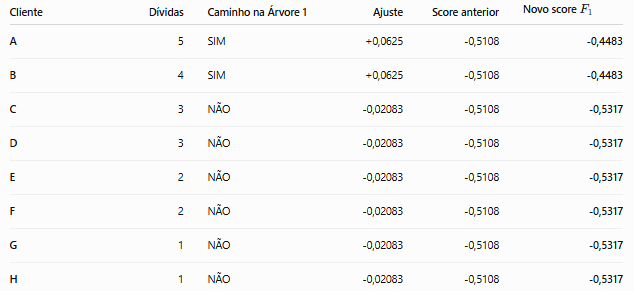 Cliente Dívidas Caminho na Árvore 1 Ajuste Score anterior Novo score F₁
A 5 SIM +0,0625 -0,5108 -0,4483
B 4 SIM +0,0625 -0,5108 -0,4483
C 3 NÃO -0,02083 -0,5108 -0,5317
D 3 NÃO -0,02083 -0,5108 -0,5317
E 2 NÃO -0,02083 -0,5108 -0,5317
F 2 NÃO -0,02083 -0,5108 -0,5317
G 1 NÃO -0,02083 -0,5108 -0,5317
H 1 NÃO -0,02083 -0,5108 -0,5317